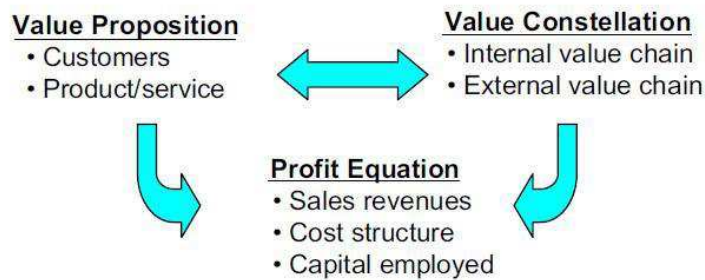 Value Proposition
• Customers
• Product/service
Value Constellation
• Internal value chain
• External value chain
Profit Equation
• Sales revenues
• Cost structure
• Capital employed